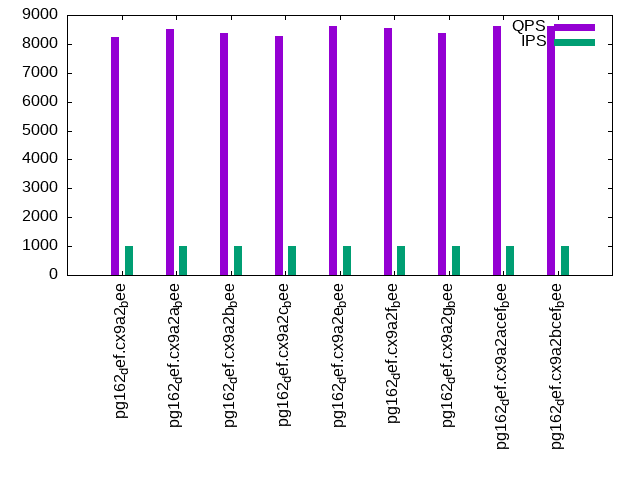 9000
8000
7000
6000
5000
4000
3000
2000
1000
0
QPS
IPS
pg162def.cx9a2bee
pg162def.cx9a2abee
pg162def.cx9a2bbee
pg162def.cx9a2cbee
pg162def.cx9a2ebee
pg162def.cx9a2fbee
pg162def.cx9a2gbee
pg162def.cx9a2acefbee
pg162def.cx9a2bcefbee